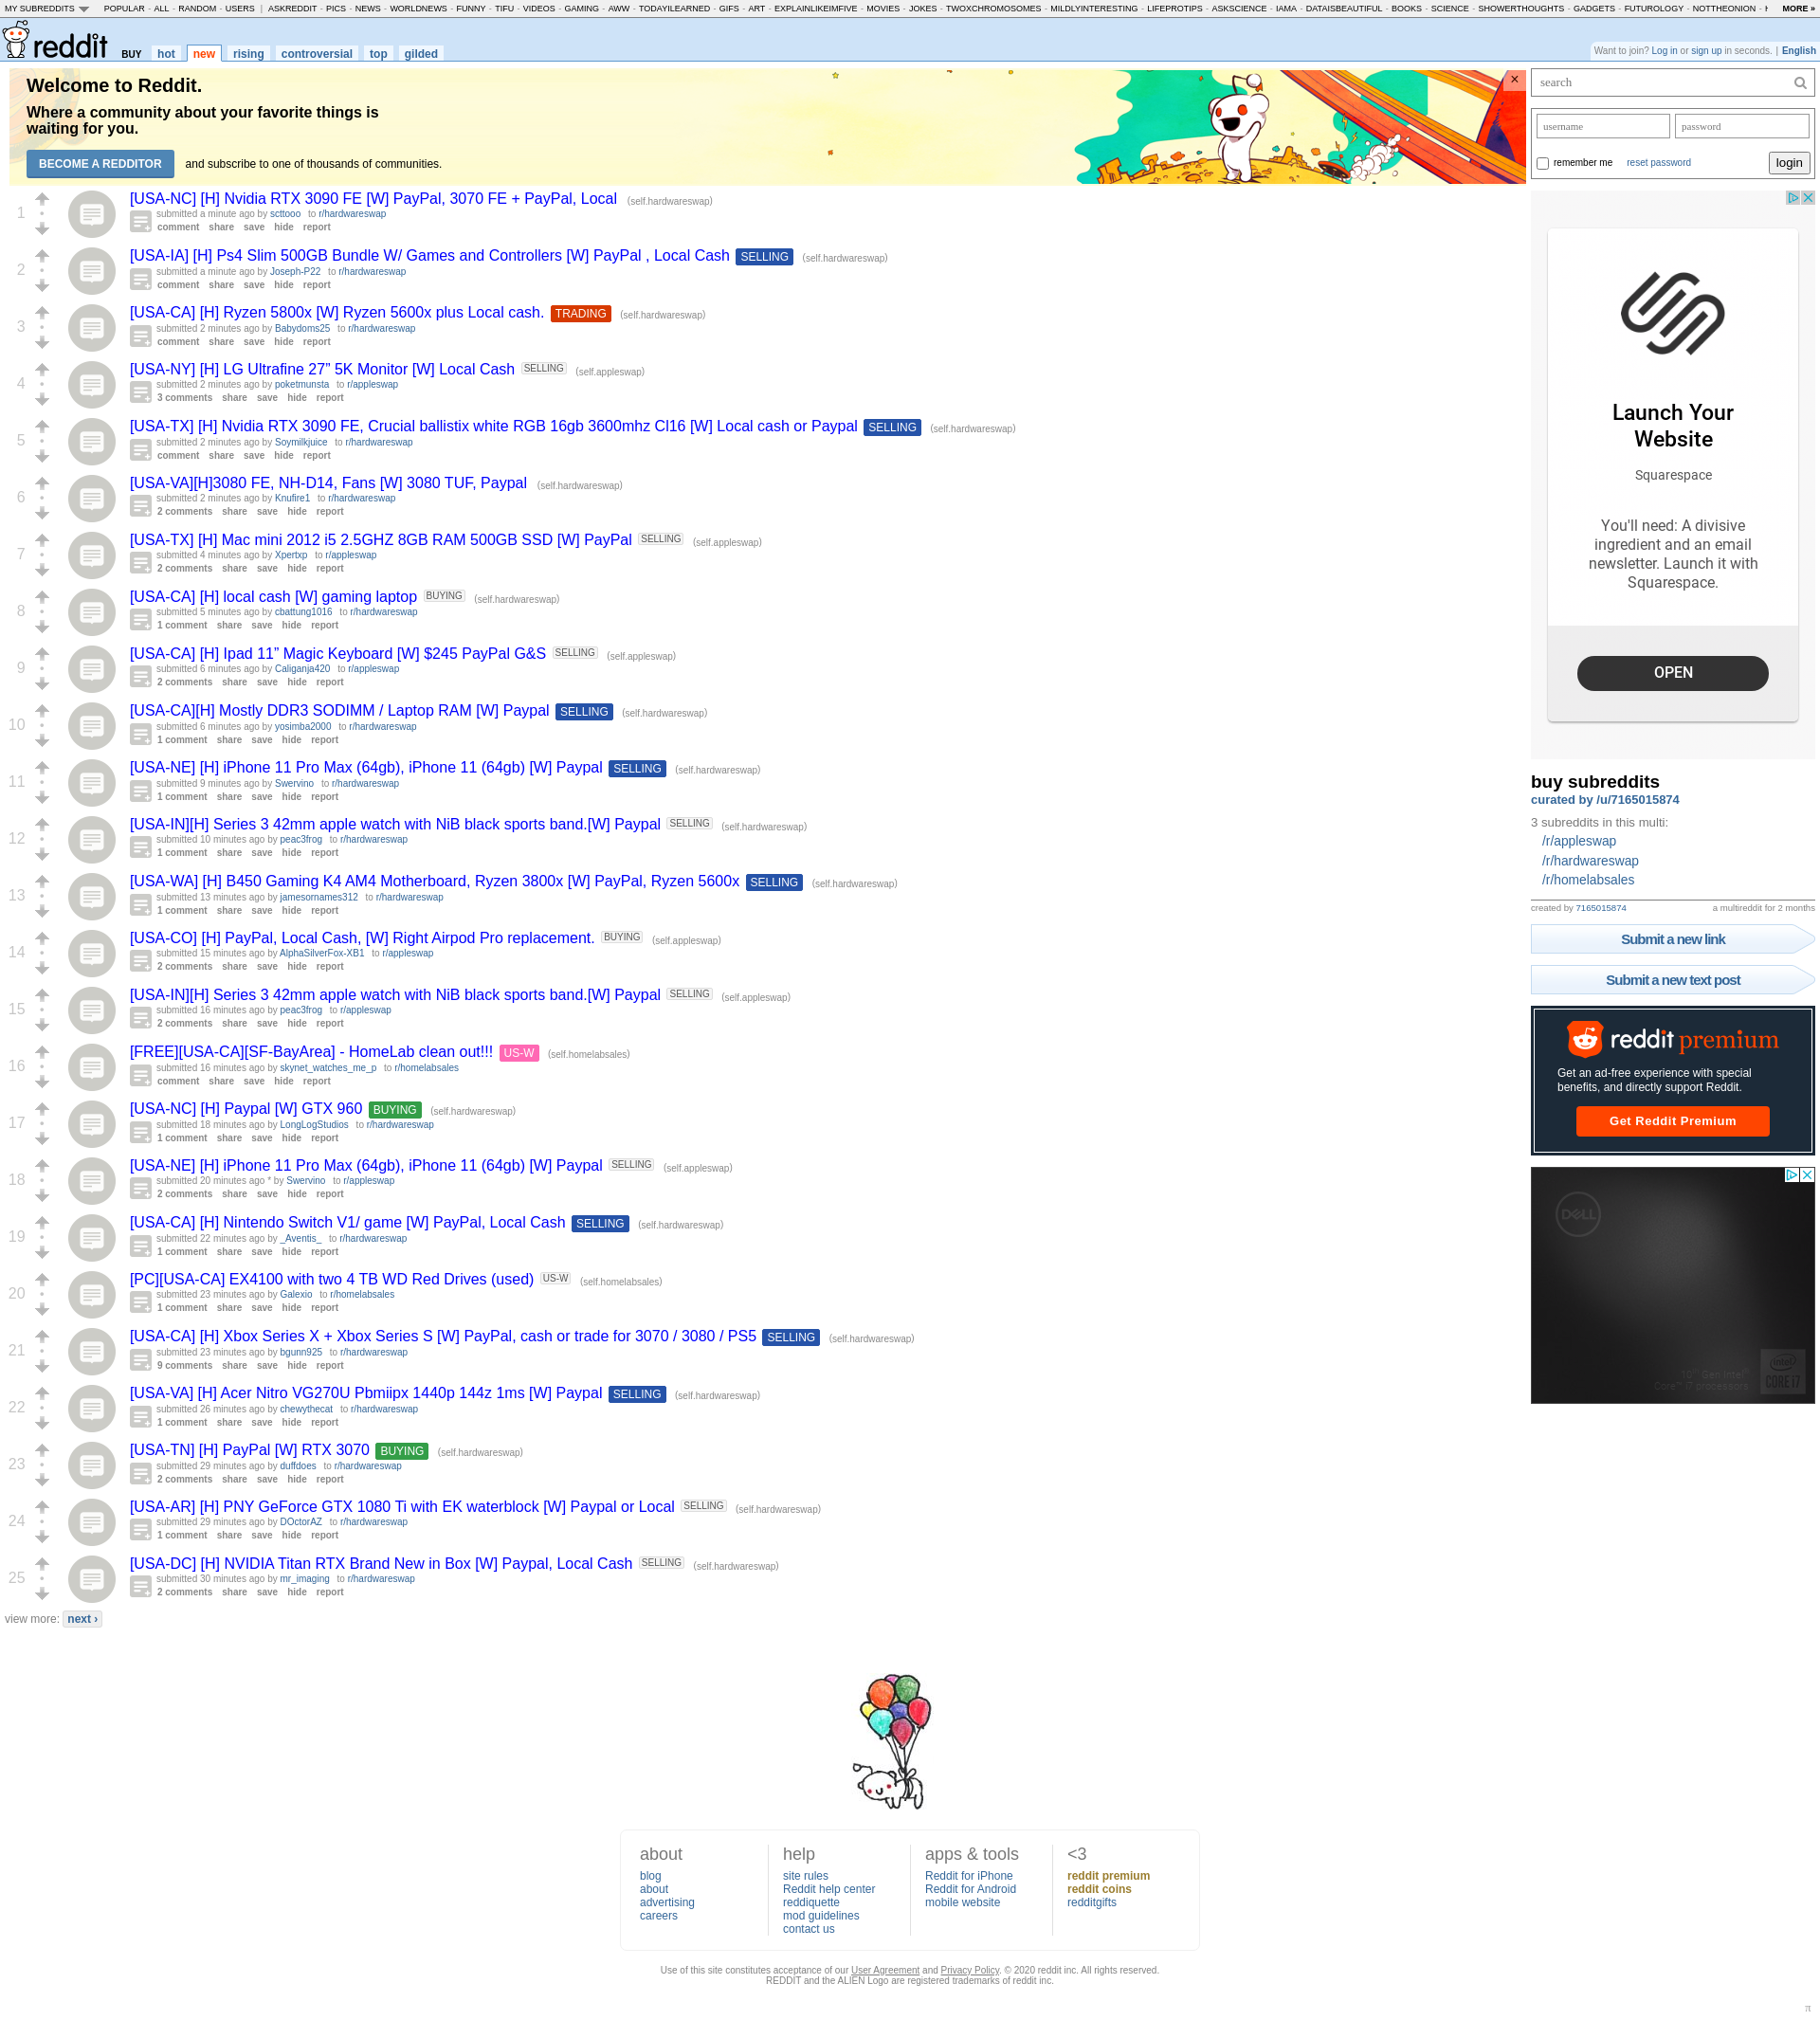 MY SUBREDDITS POPULAR - ALL - RANDOM - USERS | ASKREDDIT - PICS - NEWS - WORLDNEWS - FUNNY - TIFU - VIDEOS - GAMING - AWW - TODAYILEARNED - GIFS - ART - EXPLAINLIKEIMFIVE - MOVIES - JOKES - TWOXCHROMOSOMES - MILDLYINTERESTING - LIFEPROTIPS - ASKSCIENCE - IAMA - DATAISBEAUTIFUL - BOOKS - SCIENCE - SHOWERTHOUGHTS - GADGETS - FUTUROLOGY - NOTTHEONION - MORE »
reddit BUY hot new rising controversial top gilded
Want to join? Log in or sign up in seconds. | English
Welcome to Reddit.
Where a community about your favorite things is
waiting for you.
BECOME A REDDITOR and subscribe to one of thousands of communities.
1
[USA-NC] [H] Nvidia RTX 3090 FE [W] PayPal, 3070 FE + PayPal, Local (self.hardwareswap)
submitted a minute ago by scttooo to r/hardwareswap
comment share save hide report
2
[USA-IA] [H] Ps4 Slim 500GB Bundle W/ Games and Controllers [W] PayPal , Local Cash SELLING (self.hardwareswap)
submitted a minute ago by Joseph-P22 to r/hardwareswap
comment share save hide report
3
[USA-CA] [H] Ryzen 5800x [W] Ryzen 5600x plus Local cash. TRADING (self.hardwareswap)
submitted 2 minutes ago by Babydoms25 to r/hardwareswap
comment share save hide report
4
[USA-NY] [H] LG Ultrafine 27” 5K Monitor [W] Local Cash SELLING (self.appleswap)
submitted 2 minutes ago by poketmunsta to r/appleswap
3 comments share save hide report
5
[USA-TX] [H] Nvidia RTX 3090 FE, Crucial ballistix white RGB 16gb 3600mhz Cl16 [W] Local cash or Paypal SELLING (self.hardwareswap)
submitted 2 minutes ago by Soymilkjuice to r/hardwareswap
comment share save hide report
6
[USA-VA][H]3080 FE, NH-D14, Fans [W] 3080 TUF, Paypal (self.hardwareswap)
submitted 2 minutes ago by Knufire1 to r/hardwareswap
2 comments share save hide report
7
[USA-TX] [H] Mac mini 2012 i5 2.5GHZ 8GB RAM 500GB SSD [W] PayPal SELLING (self.appleswap)
submitted 4 minutes ago by Xpertxp to r/appleswap
2 comments share save hide report
8
[USA-CA] [H] local cash [W] gaming laptop BUYING (self.hardwareswap)
submitted 5 minutes ago by cbattung1016 to r/hardwareswap
1 comment share save hide report
9
[USA-CA] [H] Ipad 11” Magic Keyboard [W] $245 PayPal G&S SELLING (self.appleswap)
submitted 6 minutes ago by Caliganja420 to r/appleswap
2 comments share save hide report
10
[USA-CA][H] Mostly DDR3 SODIMM / Laptop RAM [W] Paypal SELLING (self.hardwareswap)
submitted 6 minutes ago by yosimba2000 to r/hardwareswap
1 comment share save hide report
11
[USA-NE] [H] iPhone 11 Pro Max (64gb), iPhone 11 (64gb) [W] Paypal SELLING (self.hardwareswap)
submitted 9 minutes ago by Swervino to r/hardwareswap
1 comment share save hide report
12
[USA-IN][H] Series 3 42mm apple watch with NiB black sports band.[W] Paypal SELLING (self.hardwareswap)
submitted 10 minutes ago by peac3frog to r/hardwareswap
1 comment share save hide report
13
[USA-WA] [H] B450 Gaming K4 AM4 Motherboard, Ryzen 3800x [W] PayPal, Ryzen 5600x SELLING (self.hardwareswap)
submitted 13 minutes ago by jamesornames312 to r/hardwareswap
1 comment share save hide report
14
[USA-CO] [H] PayPal, Local Cash, [W] Right Airpod Pro replacement. BUYING (self.appleswap)
submitted 15 minutes ago by AlphaSilverFox-XB1 to r/appleswap
2 comments share save hide report
15
[USA-IN][H] Series 3 42mm apple watch with NiB black sports band.[W] Paypal SELLING (self.appleswap)
submitted 16 minutes ago by peac3frog to r/appleswap
2 comments share save hide report
16
[FREE][USA-CA][SF-BayArea] - HomeLab clean out!!! US-W (self.homelabsales)
submitted 16 minutes ago by skynet_watches_me_p to r/homelabsales
comment share save hide report
17
[USA-NC] [H] Paypal [W] GTX 960 BUYING (self.hardwareswap)
submitted 18 minutes ago by LongLogStudios to r/hardwareswap
1 comment share save hide report
18
[USA-NE] [H] iPhone 11 Pro Max (64gb), iPhone 11 (64gb) [W] Paypal SELLING (self.appleswap)
submitted 20 minutes ago * by Swervino to r/appleswap
2 comments share save hide report
19
[USA-CA] [H] Nintendo Switch V1/ game [W] PayPal, Local Cash SELLING (self.hardwareswap)
submitted 22 minutes ago by _Aventis_ to r/hardwareswap
1 comment share save hide report
20
[PC][USA-CA] EX4100 with two 4 TB WD Red Drives (used) US-W (self.homelabsales)
submitted 23 minutes ago by Galexio to r/homelabsales
1 comment share save hide report
21
[USA-CA] [H] Xbox Series X + Xbox Series S [W] PayPal, cash or trade for 3070 / 3080 / PS5 SELLING (self.hardwareswap)
submitted 23 minutes ago by bgunn925 to r/hardwareswap
9 comments share save hide report
22
[USA-VA] [H] Acer Nitro VG270U Pbmiipx 1440p 144z 1ms [W] Paypal SELLING (self.hardwareswap)
submitted 26 minutes ago by chewythecat to r/hardwareswap
1 comment share save hide report
23
[USA-TN] [H] PayPal [W] RTX 3070 BUYING (self.hardwareswap)
submitted 29 minutes ago by duffdoes to r/hardwareswap
2 comments share save hide report
24
[USA-AR] [H] PNY GeForce GTX 1080 Ti with EK waterblock [W] Paypal or Local SELLING (self.hardwareswap)
submitted 29 minutes ago by DOctorAZ to r/hardwareswap
1 comment share save hide report
25
[USA-DC] [H] NVIDIA Titan RTX Brand New in Box [W] Paypal, Local Cash SELLING (self.hardwareswap)
submitted 30 minutes ago by mr_imaging to r/hardwareswap
2 comments share save hide report
view more: next ›
search
username password
remember me reset password login
Launch Your
Website
Squarespace
You'll need: A divisive
ingredient and an email
newsletter. Launch it with
Squarespace.
OPEN
buy subreddits
curated by /u/7165015874
3 subreddits in this multi:
/r/appleswap
/r/hardwareswap
/r/homelabsales
created by 7165015874 a multireddit for 2 months
Submit a new link
Submit a new text post
reddit premium
Get an ad-free experience with special
benefits, and directly support Reddit.
Get Reddit Premium
DELL
10th Gen Intel®
Core™ i7 processors
intel
CORE i7
about
blog
about
advertising
careers
help
site rules
Reddit help center
reddiquette
mod guidelines
contact us
apps & tools
Reddit for iPhone
Reddit for Android
mobile website
<3
reddit premium
reddit coins
redditgifts
Use of this site constitutes acceptance of our User Agreement and Privacy Policy. © 2020 reddit inc. All rights reserved.
REDDIT and the ALIEN Logo are registered trademarks of reddit inc.
π